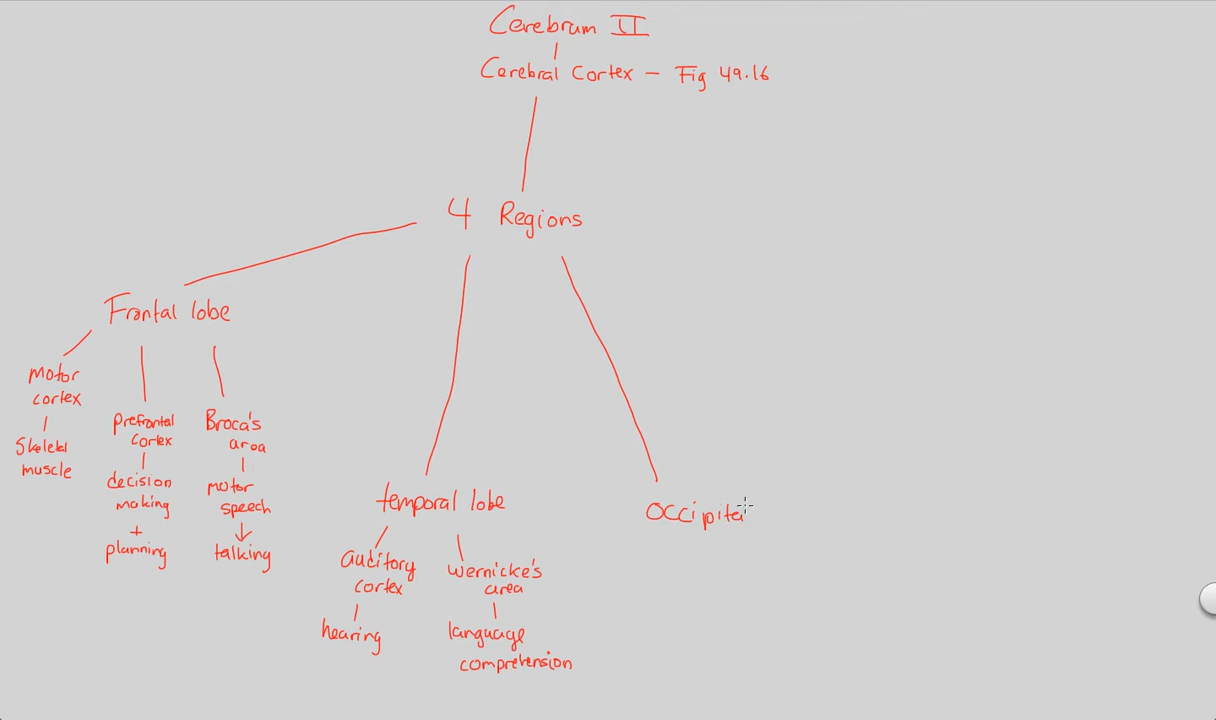 Cerebrum II
Cerebral Cortex - Fig 49.16
4 Regions
Frontal lobe
motor
cortex
Skeletal
muscle
prefrontal
cortex
decision
making
+
planning
Broca's
area
motor
speech
talking
temporal lobe
auditory
cortex
hearing
Wernicke's
area
language
comprehension
Occipita